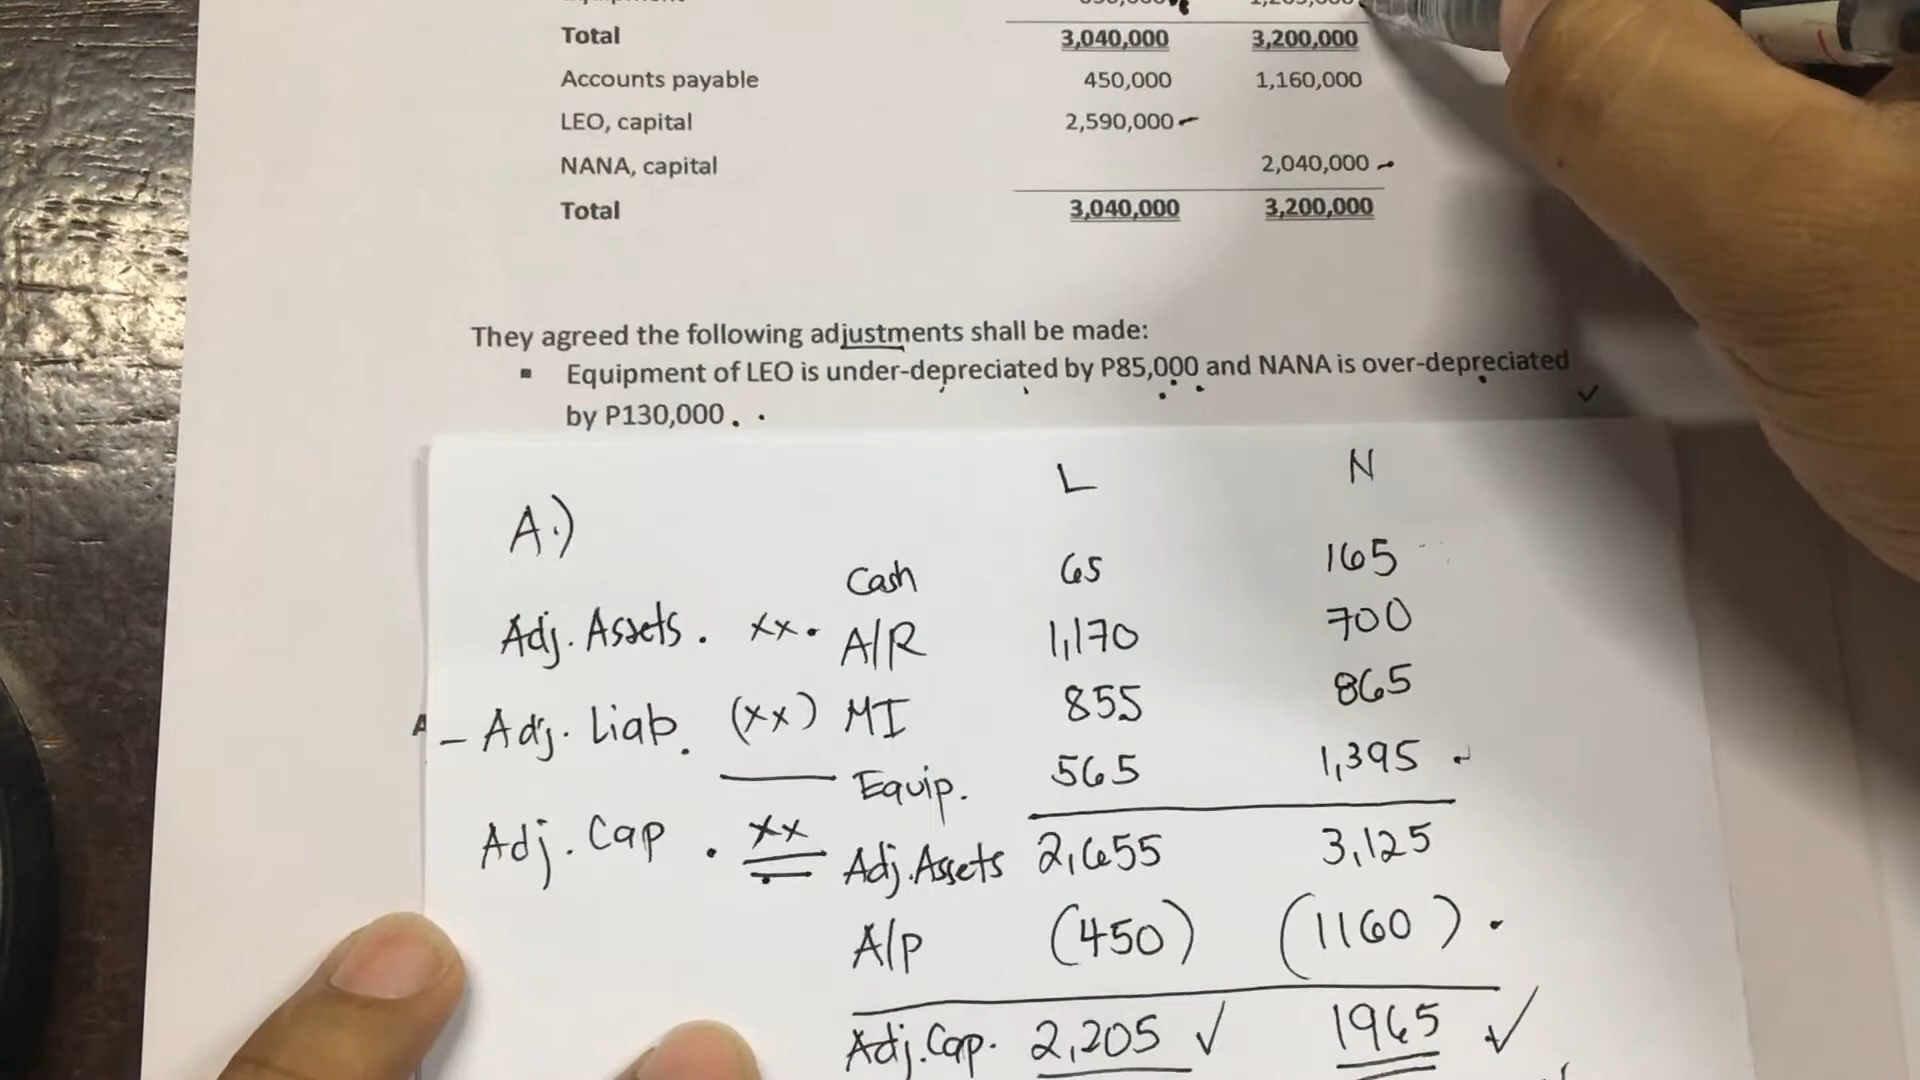 Total 3,040,000 3,200,000
Accounts payable 450,000 1,160,000
LEO, capital 2,590,000
NANA, capital 2,040,000
Total 3,040,000 3,200,000
They agreed the following adjustments shall be made:
▪ Equipment of LEO is under-depreciated by P85,000 and NANA is over-depreciated
by P130,000.
L N
A.)
Cash 65 165
Adj. Assets. xx. A/R 1,170 700
- Adj. Liab. (xx) MI 855 865
Equip. 565 1,395
Adj. Cap. xx Adj. Assets 2,655 3,125
A/P (450) (1160)
Adj. Cap. 2,205 ✓ 1965 ✓